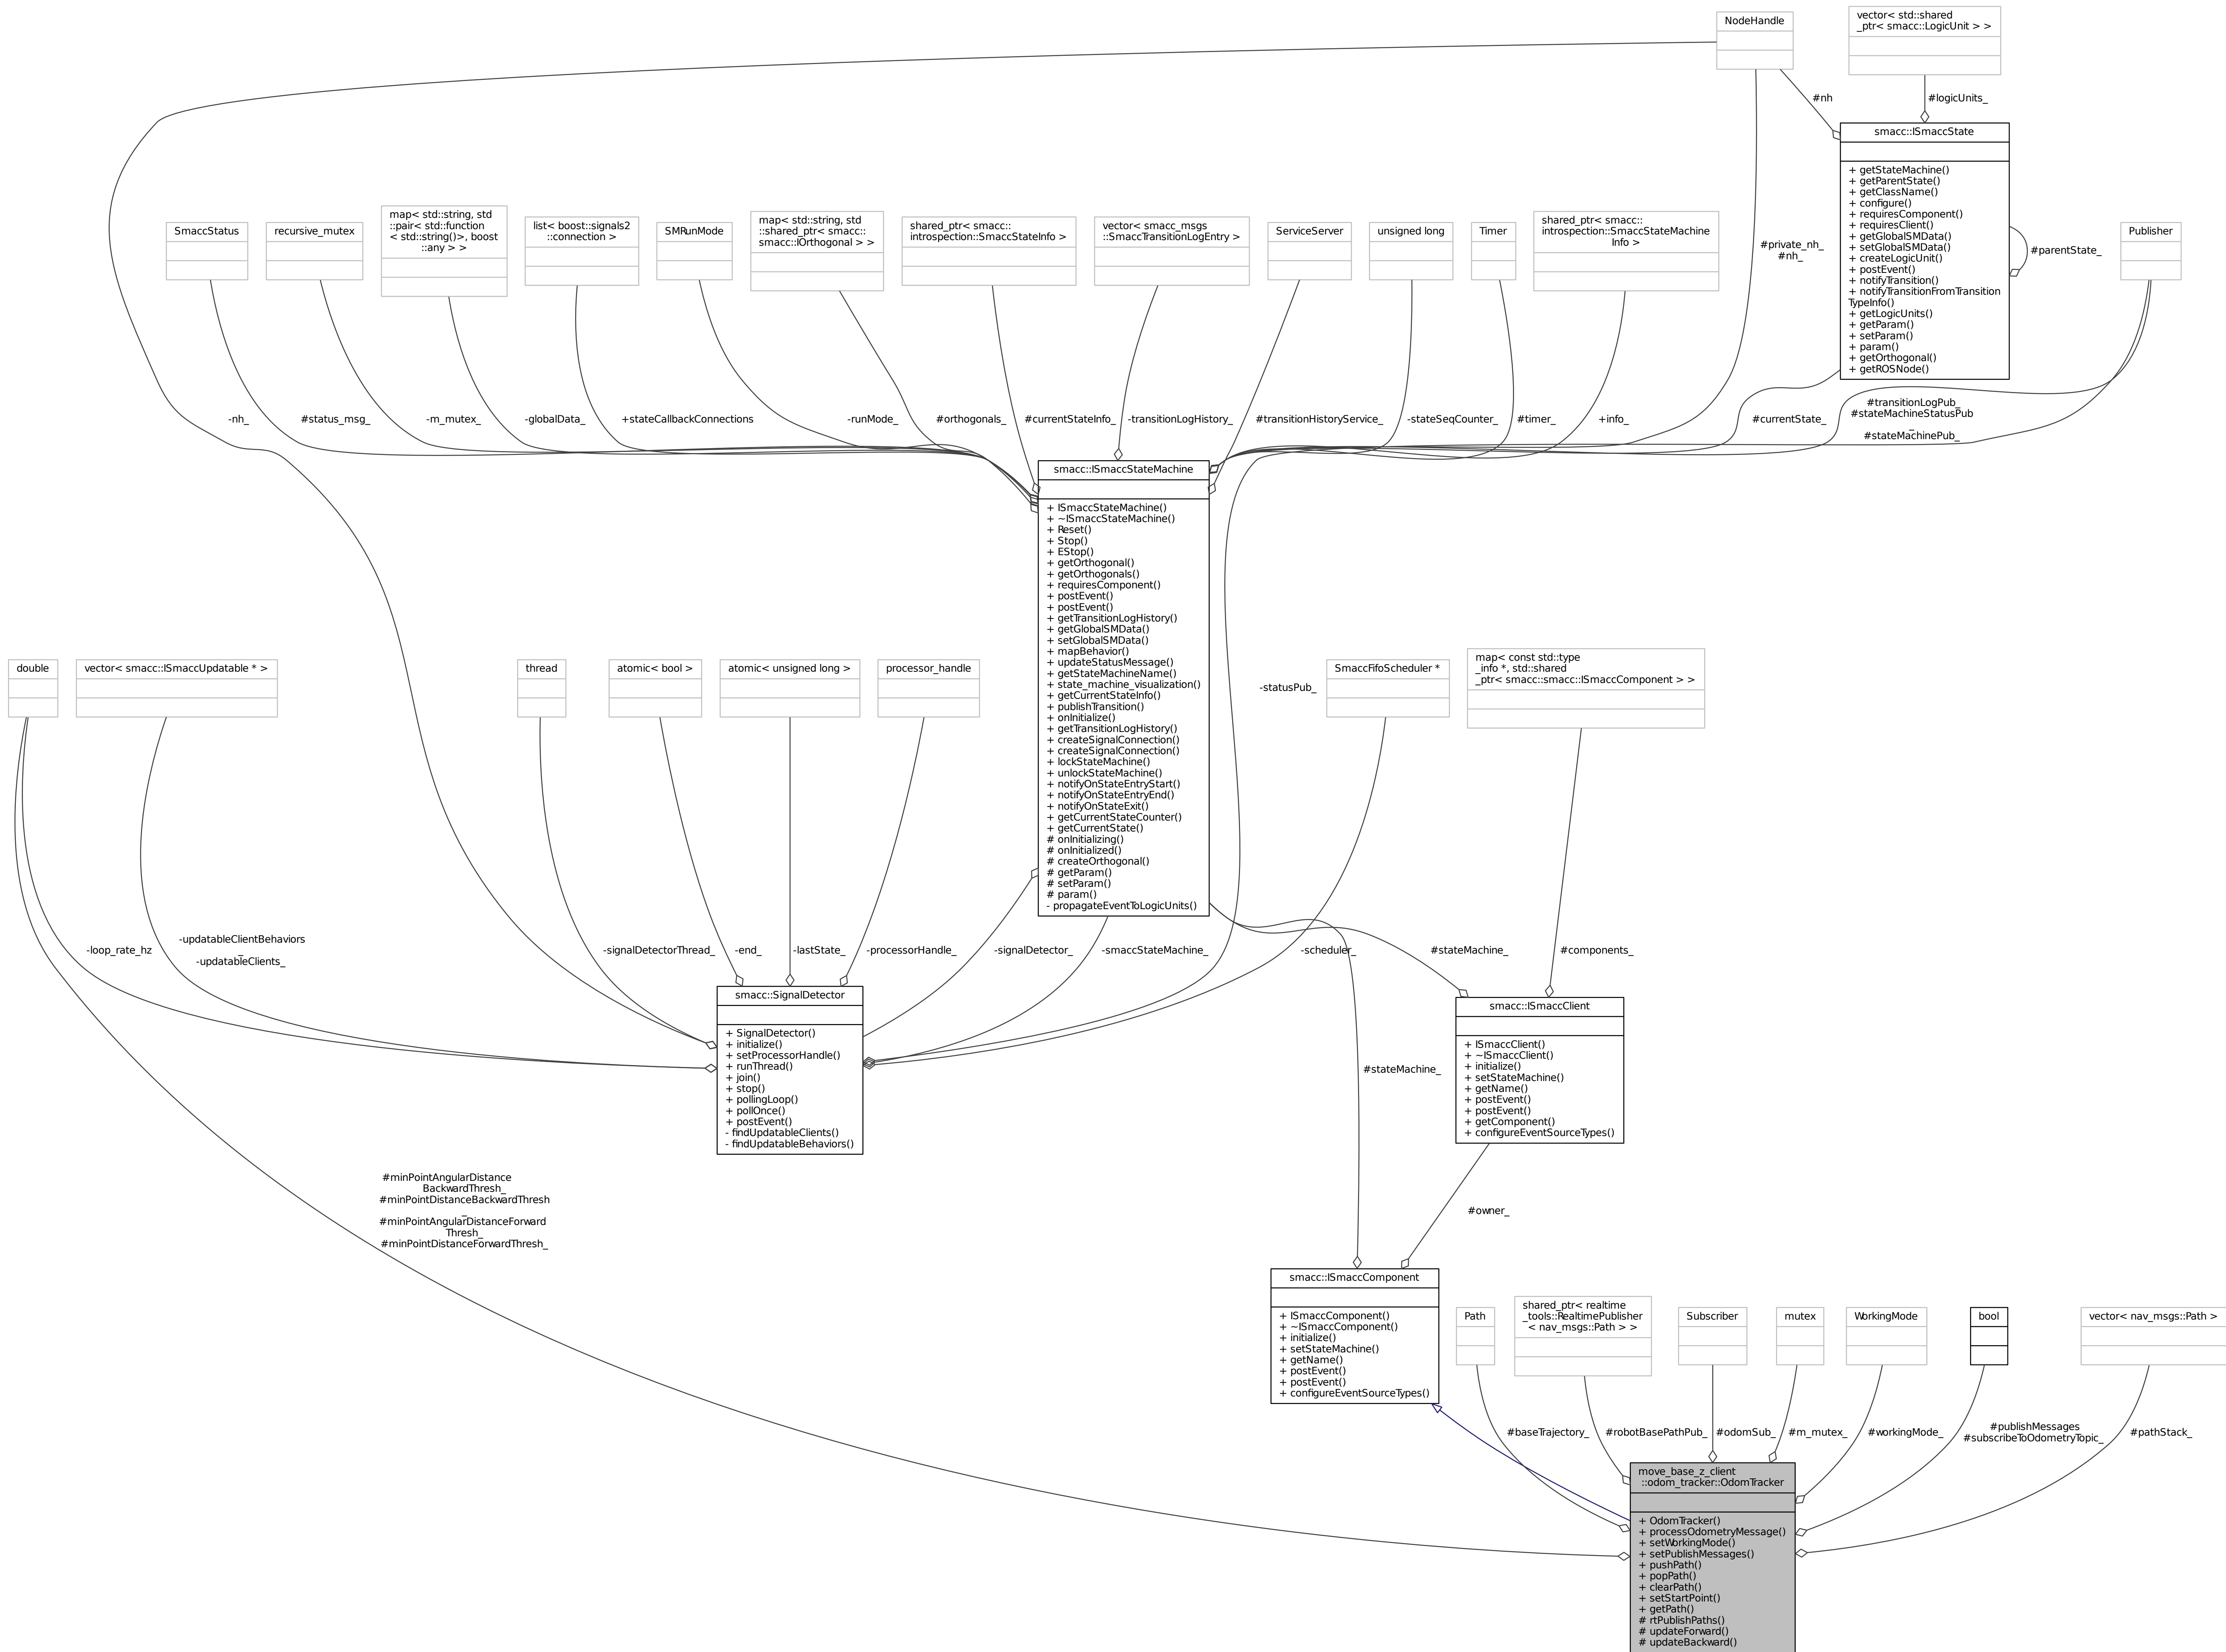 NodeHandle
vector< std::shared
_ptr< smacc::LogicUnit > >
#nh
#logicUnits_
smacc::ISmaccState
+ getStateMachine()
+ getParentState()
+ getClassName()
+ configure()
+ requiresComponent()
+ requiresClient()
+ getGlobalSMData()
+ setGlobalSMData()
+ createLogicUnit()
+ postEvent()
+ notifyTransition()
+ notifyTransitionFromTransition
TypeInfo()
+ getLogicUnits()
+ getParam()
+ setParam()
+ param()
+ getOrthogonal()
+ getROSNode()
#parentState_
SmaccStatus
recursive_mutex
map< std::string, std
::pair< std::function
< std::string()>, boost
::any > >
list< boost::signals2
::connection >
SMRunMode
map< std::string, std
::shared_ptr< smacc::
smacc::IOrthogonal > >
shared_ptr< smacc::
introspection::SmaccStateInfo >
vector< smacc_msgs
::SmaccTransitionLogEntry >
ServiceServer
unsigned long
Timer
shared_ptr< smacc::
introspection::SmaccStateMachine
Info >
#private_nh_
#nh_
Publisher
-nh_
#status_msg_
-m_mutex_
-globalData_
+stateCallbackConnections
-runMode_
#orthogonals_
#currentStateInfo_
-transitionLogHistory_
#transitionHistoryService_
-stateSeqCounter_
#timer_
+info_
#currentState_
#transitionLogPub_
#stateMachineStatusPub
_
#stateMachinePub_
smacc::ISmaccStateMachine
+ ISmaccStateMachine()
+ ~ISmaccStateMachine()
+ Reset()
+ Stop()
+ EStop()
+ getOrthogonal()
+ getOrthogonals()
+ requiresComponent()
+ postEvent()
+ postEvent()
+ getTransitionLogHistory()
+ getGlobalSMData()
+ setGlobalSMData()
+ mapBehavior()
+ updateStatusMessage()
+ getStateMachineName()
+ state_machine_visualization()
+ getCurrentStateInfo()
+ publishTransition()
+ onInitialize()
+ getTransitionLogHistory()
+ createSignalConnection()
+ createSignalConnection()
+ lockStateMachine()
+ unlockStateMachine()
+ notifyOnStateEntryStart()
+ notifyOnStateEntryEnd()
+ notifyOnStateExit()
+ getCurrentStateCounter()
+ getCurrentState()
# onInitializing()
# onInitialized()
# createOrthogonal()
# getParam()
# setParam()
# param()
- propagateEventToLogicUnits()
double
vector< smacc::ISmaccUpdatable * >
thread
atomic< bool >
atomic< unsigned long >
processor_handle
-statusPub_
SmaccFifoScheduler *
map< const std::type
_info *, std::shared
_ptr< smacc::smacc::ISmaccComponent > >
-loop_rate_hz
-updatableClientBehaviors
_
-updatableClients_
-signalDetectorThread_
-end_
-lastState_
-processorHandle_
-signalDetector_
-smaccStateMachine_
-scheduler_
#stateMachine_
#components_
smacc::SignalDetector
+ SignalDetector()
+ initialize()
+ setProcessorHandle()
+ runThread()
+ join()
+ stop()
+ pollingLoop()
+ pollOnce()
+ postEvent()
- findUpdatableClients()
- findUpdatableBehaviors()
smacc::ISmaccClient
+ ISmaccClient()
+ ~ISmaccClient()
+ initialize()
+ setStateMachine()
+ getName()
+ postEvent()
+ postEvent()
+ getComponent()
+ configureEventSourceTypes()
#stateMachine_
#minPointAngularDistance
BackwardThresh_
#minPointDistanceBackwardThresh
_
#minPointAngularDistanceForward
Thresh_
#minPointDistanceForwardThresh_
#owner_
smacc::ISmaccComponent
+ ISmaccComponent()
+ ~ISmaccComponent()
+ initialize()
+ setStateMachine()
+ getName()
+ postEvent()
+ postEvent()
+ configureEventSourceTypes()
Path
shared_ptr< realtime
_tools::RealtimePublisher
< nav_msgs::Path > >
Subscriber
mutex
WorkingMode
bool
vector< nav_msgs::Path >
#baseTrajectory_
#robotBasePathPub_
#odomSub_
#m_mutex_
#workingMode_
#publishMessages
#subscribeToOdometryTopic_
#pathStack_
move_base_z_client
::odom_tracker::OdomTracker
+ OdomTracker()
+ processOdometryMessage()
+ setWorkingMode()
+ setPublishMessages()
+ pushPath()
+ popPath()
+ clearPath()
+ setStartPoint()
+ getPath()
# rtPublishPaths()
# updateForward()
# updateBackward()